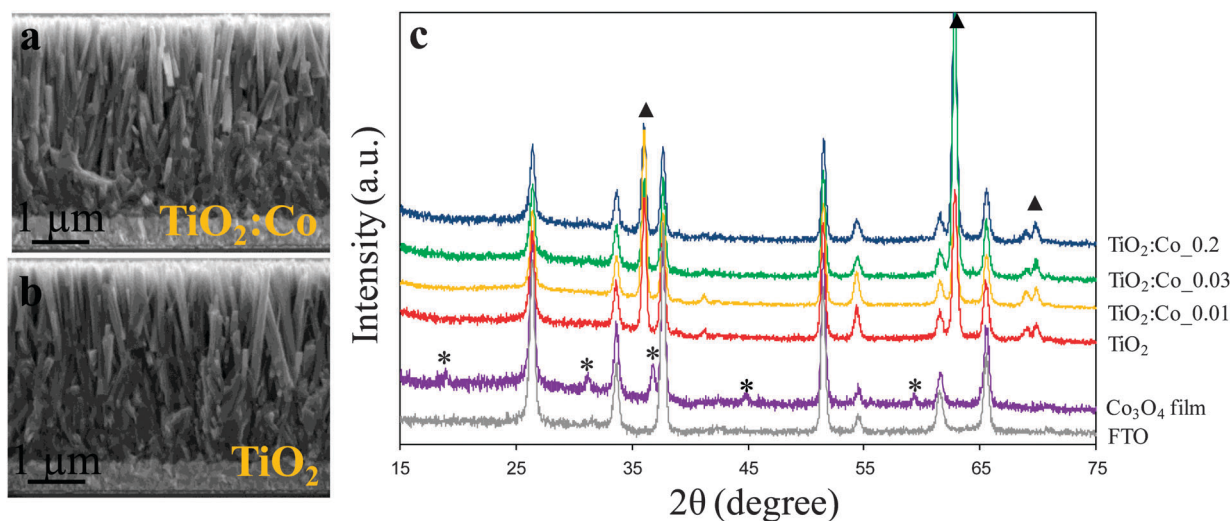 a
1 μm
TiO₂:Co
b
1 μm
TiO₂
c
Intensity (a.u.)
▲
▲
▲
*
*
*
*
*
TiO₂:Co_0.2
TiO₂:Co_0.03
TiO₂:Co_0.01
TiO₂
Co₃O₄ film
FTO
15 25 35 45 55 65 75
2θ (degree)